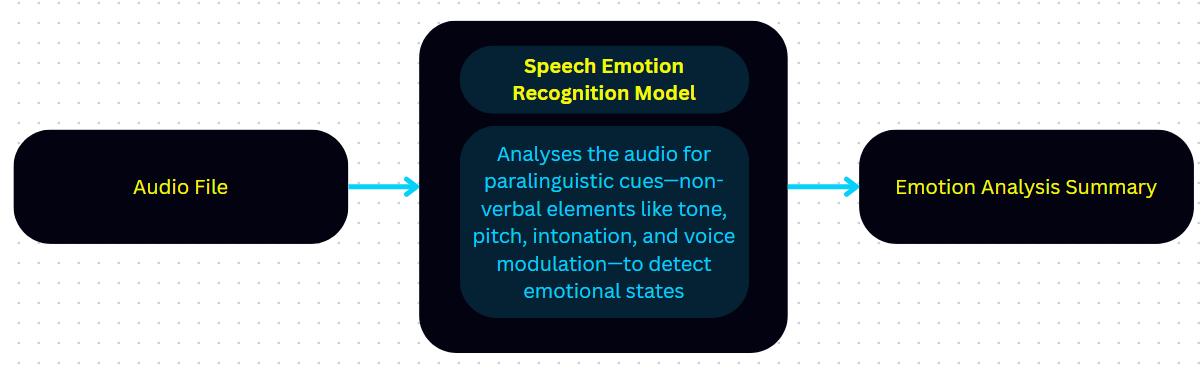 Audio File
Speech Emotion
Recognition Model
Analyses the audio for
paralinguistic cues—non-
verbal elements like tone,
pitch, intonation, and voice
modulation—to detect
emotional states
Emotion Analysis Summary